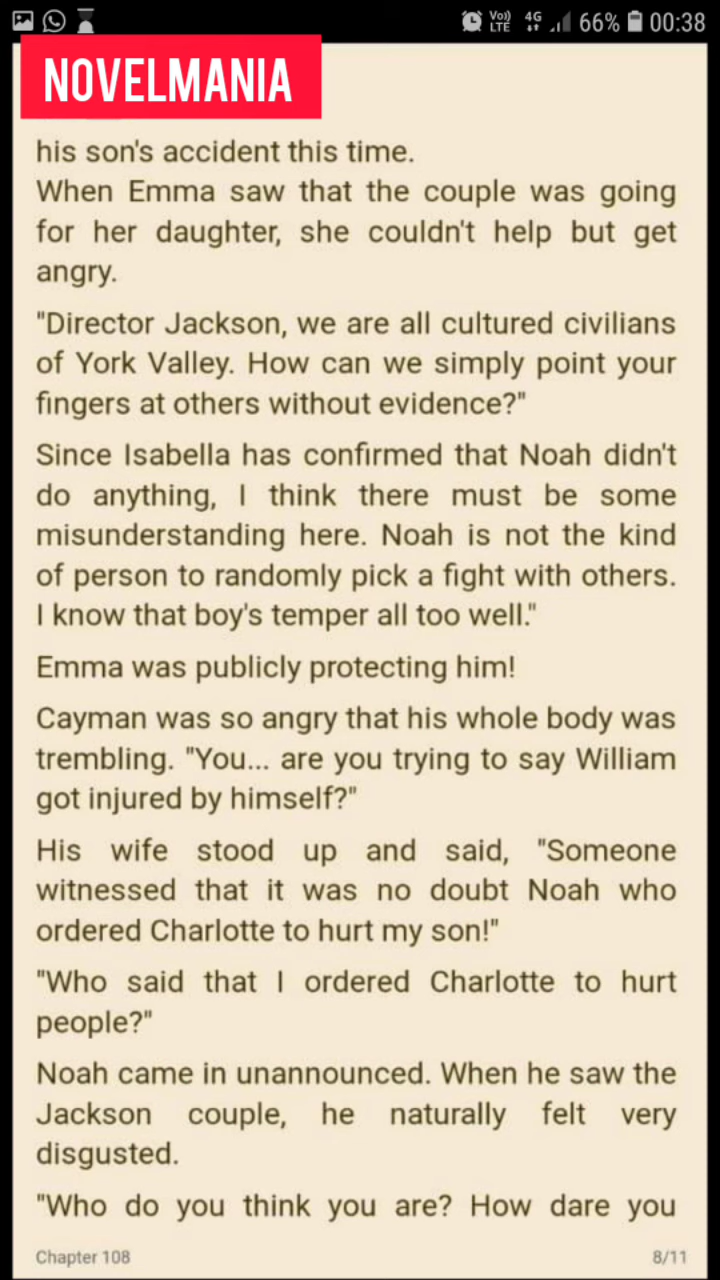 Vo)) 4G
LTE 66% 00:38
NOVELMANIA
his son's accident this time.
When Emma saw that the couple was going
for her daughter, she couldn't help but get
angry.
"Director Jackson, we are all cultured civilians
of York Valley. How can we simply point your
fingers at others without evidence?"
Since Isabella has confirmed that Noah didn't
do anything, I think there must be some
misunderstanding here. Noah is not the kind
of person to randomly pick a fight with others.
I know that boy's temper all too well."
Emma was publicly protecting him!
Cayman was so angry that his whole body was
trembling. "You... are you trying to say William
got injured by himself?"
His wife stood up and said, "Someone
witnessed that it was no doubt Noah who
ordered Charlotte to hurt my son!"
"Who said that I ordered Charlotte to hurt
people?"
Noah came in unannounced. When he saw the
Jackson couple, he naturally felt very
disgusted.
"Who do you think you are? How dare you
Chapter 108 8/11